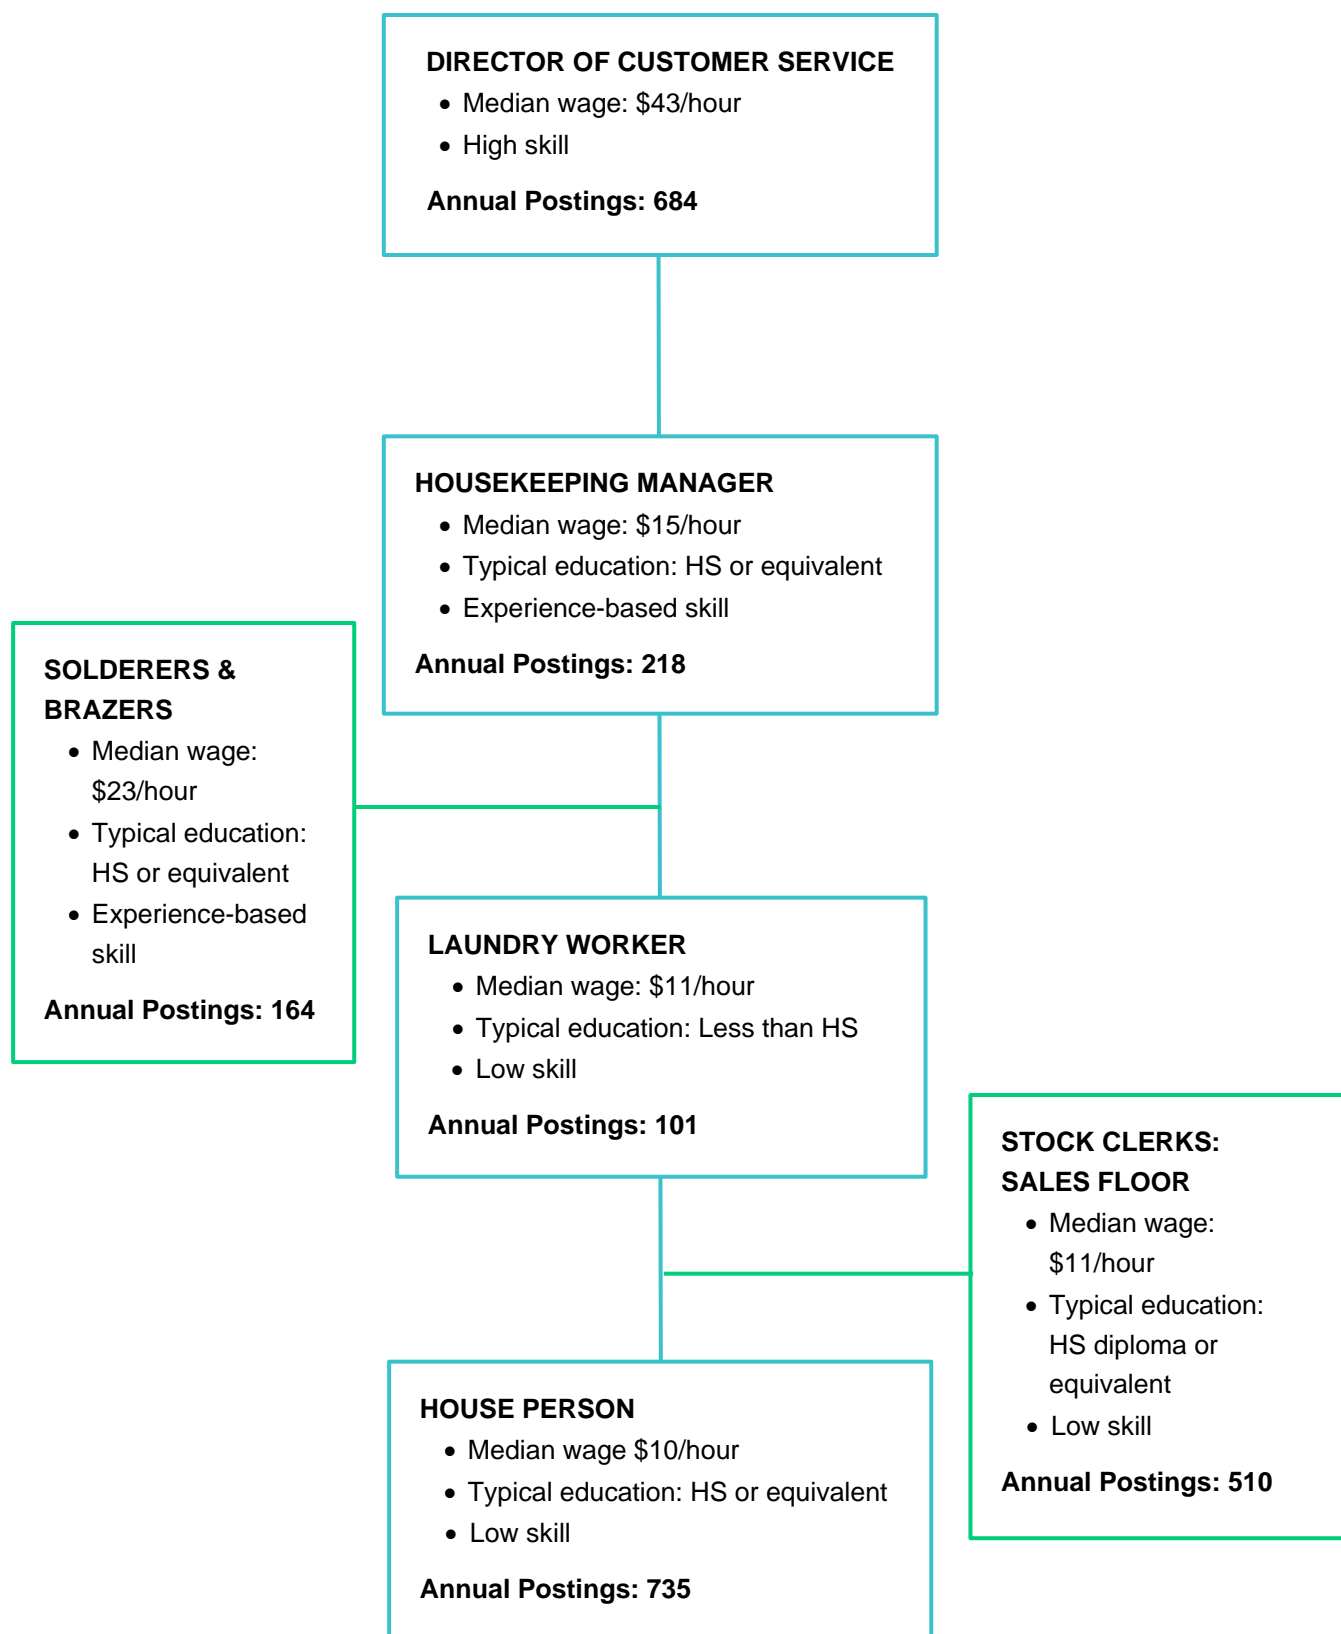 DIRECTOR OF CUSTOMER SERVICE
• Median wage: $43/hour
• High skill
Annual Postings: 684
HOUSEKEEPING MANAGER
• Median wage: $15/hour
• Typical education: HS or equivalent
• Experience-based skill
Annual Postings: 218
SOLDERERS &
BRAZERS
• Median wage:
$23/hour
• Typical education:
HS or equivalent
• Experience-based
skill
Annual Postings: 164
LAUNDRY WORKER
• Median wage: $11/hour
• Typical education: Less than HS
• Low skill
Annual Postings: 101
STOCK CLERKS:
SALES FLOOR
• Median wage:
$11/hour
• Typical education:
HS diploma or
equivalent
• Low skill
Annual Postings: 510
HOUSE PERSON
• Median wage $10/hour
• Typical education: HS or equivalent
• Low skill
Annual Postings: 735